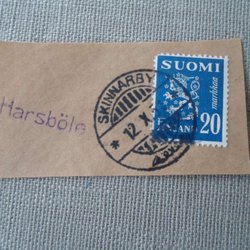 Harsböle
SKINNARBY
12.X
SUOMI
markkaa
FINLAND 20